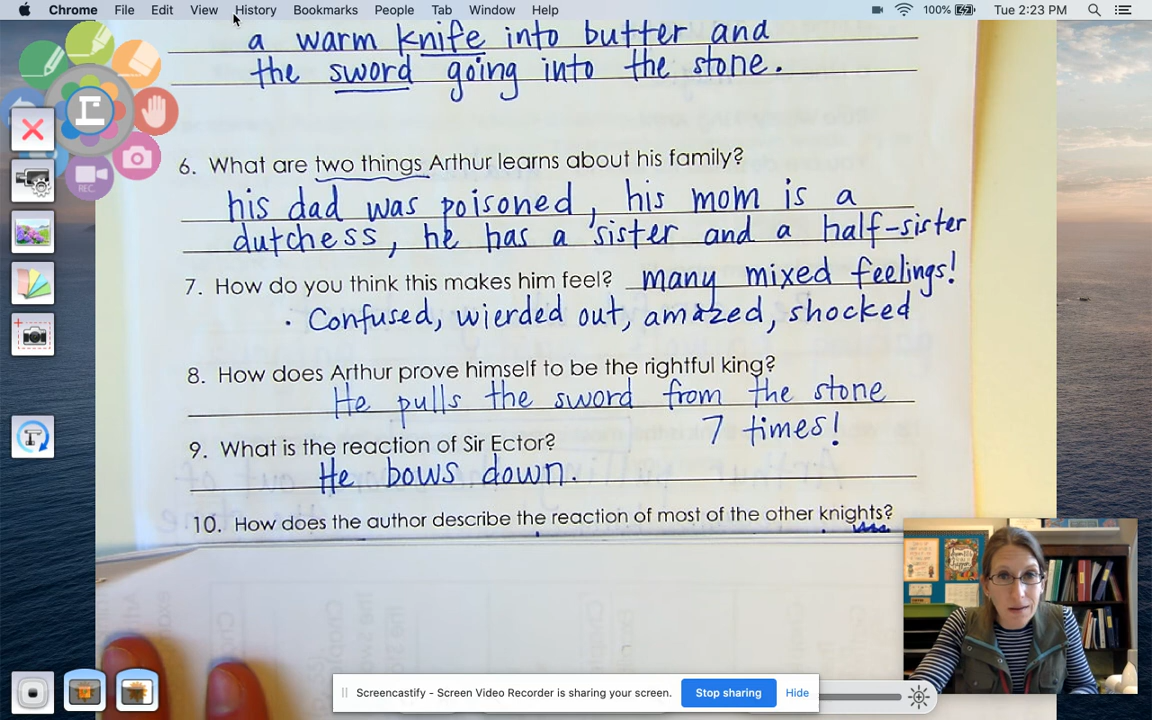 Chrome File Edit View History Bookmarks People Tab Window Help 100% Tue 2:23 PM
a warm knife into butter and
the sword going into the stone.
6. What are two things Arthur learns about his family?
his dad was poisoned, his mom is a
dutchess, he has a sister and a half-sister
7. How do you think this makes him feel? many mixed feelings!
. Confused, wierded out, amazed, shocked
8. How does Arthur prove himself to be the rightful king?
He pulls the sword from the stone
7 times!
9. What is the reaction of Sir Ector?
He bows down.
10. How does the author describe the reaction of most of the other knights?
REC
Screencastify - Screen Video Recorder is sharing your screen. Stop sharing Hide